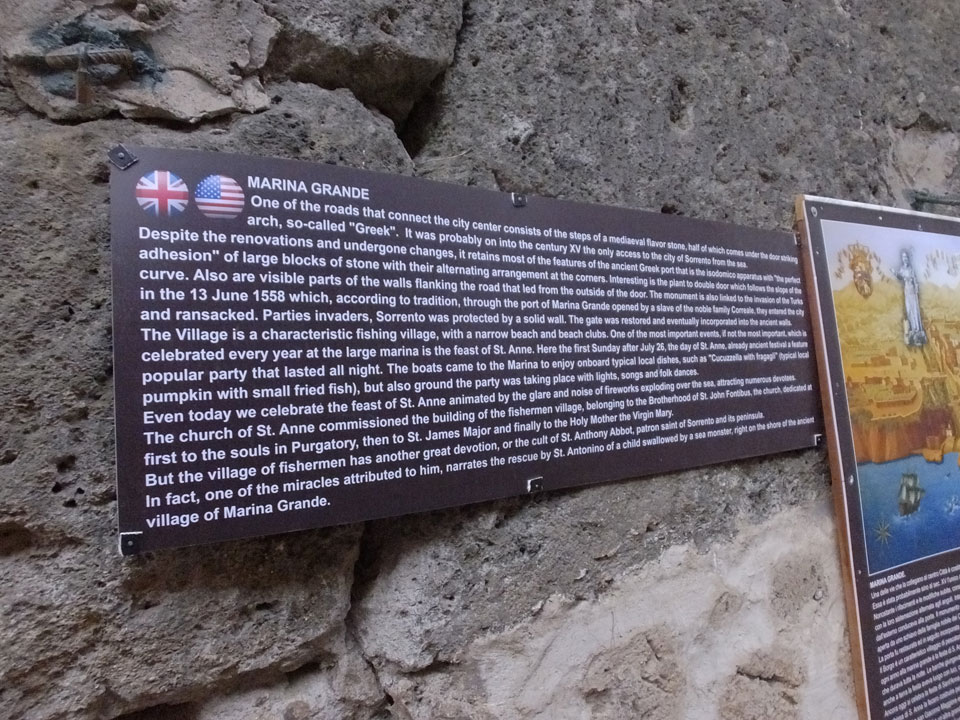 MARINA GRANDE
One of the roads that connect the city center consists of the steps of a mediaeval flavor stone, half of which comes under the door striking
arch, so-called "Greek". It was probably on into the century XV the only access to the city of Sorrento from the sea.
Despite the renovations and undergone changes, it retains most of the features of the ancient Greek port that is the isodomico apparatus with "the perfect
adhesion" of large blocks of stone with their alternating arrangement at the corners. Interesting is the plant to double door which follows the slope of the
curve. Also are visible parts of the walls flanking the road that led from the outside of the door. The monument is also linked to the invasion of the Turks
in the 13 June 1558 which, according to tradition, through the port of Marina Grande opened by a slave of the noble family Correale, they entered the city
and ransacked. Parties invaders, Sorrento was protected by a solid wall. The gate was restored and eventually incorporated into the ancient walls.
The Village is a characteristic fishing village, with a narrow beach and beach clubs. One of the most important events, if not the most important, which is
celebrated every year at the large marina is the feast of St. Anne. Here the first Sunday after July 26, the day of St. Anne, already ancient festival a feature
popular party that lasted all night. The boats came to the Marina to enjoy onboard typical local dishes, such as "Cucuzzella with fragagli" (typical local
pumpkin with small fried fish), but also ground the party was taking place with lights, songs and folk dances.
Even today we celebrate the feast of St. Anne animated by the glare and noise of fireworks exploding over the sea, attracting numerous devotees.
The church of St. Anne commissioned the building of the fishermen village, belonging to the Brotherhood of St. John Fontibus, the church, dedicated at
first to the souls in Purgatory, then to St. James Major and finally to the Holy Mother the Virgin Mary.
But the village of fishermen has another great devotion, or the cult of St. Anthony Abbot, patron saint of Sorrento and its peninsula.
In fact, one of the miracles attributed to him, narrates the rescue by St. Antonino of a child swallowed by a sea monster, right on the shore of the ancient
village of Marina Grande.
MARINA GRANDE.
Una delle vie che la collegano al centro Città è
Essa è stata probabilmente sino al sec. XV l'unico